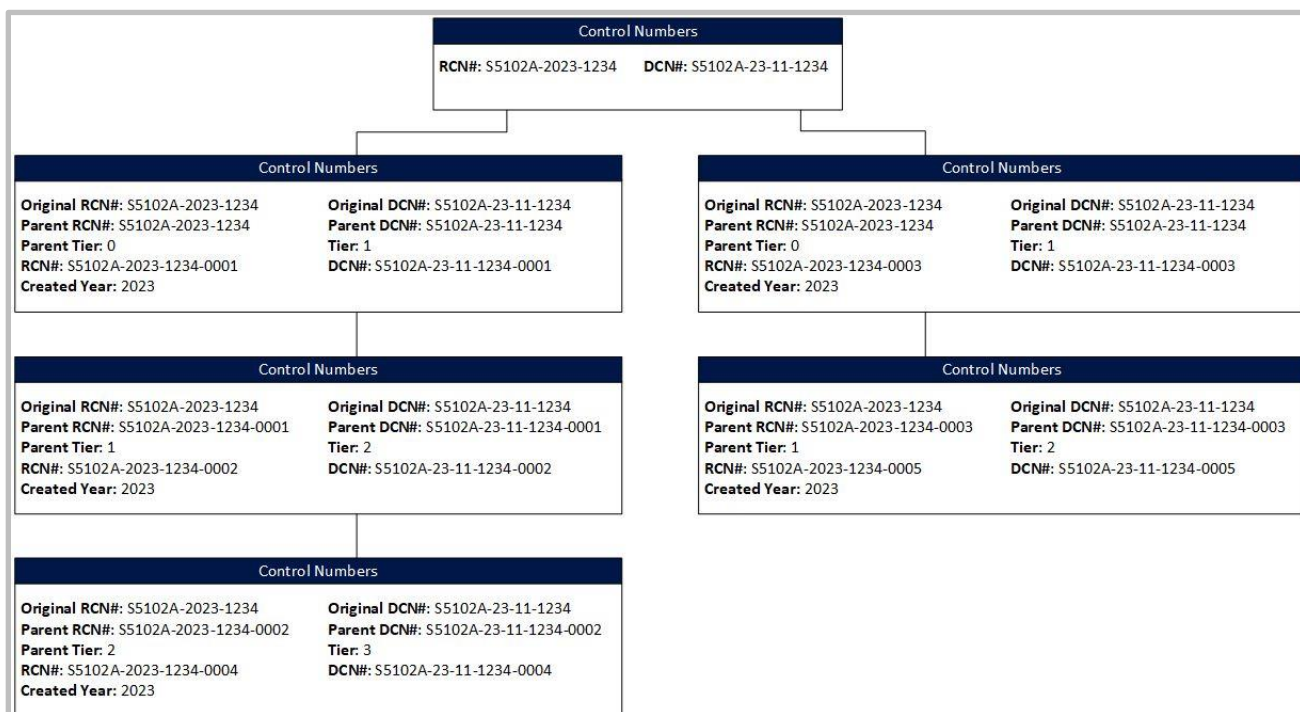 Control Numbers
RCN#: S5102A-2023-1234 DCN#: S5102A-23-11-1234
Control Numbers
Original RCN#: S5102A-2023-1234 Original DCN#: S5102A-23-11-1234
Parent RCN#: S5102A-2023-1234 Parent DCN#: S5102A-23-11-1234
Parent Tier: 0 Tier: 1
RCN#: S5102A-2023-1234-0001 DCN#: S5102A-23-11-1234-0001
Created Year: 2023
Control Numbers
Original RCN#: S5102A-2023-1234 Original DCN#: S5102A-23-11-1234
Parent RCN#: S5102A-2023-1234 Parent DCN#: S5102A-23-11-1234
Parent Tier: 0 Tier: 1
RCN#: S5102A-2023-1234-0003 DCN#: S5102A-23-11-1234-0003
Created Year: 2023
Control Numbers
Original RCN#: S5102A-2023-1234 Original DCN#: S5102A-23-11-1234
Parent RCN#: S5102A-2023-1234-0001 Parent DCN#: S5102A-23-11-1234-0001
Parent Tier: 1 Tier: 2
RCN#: S5102A-2023-1234-0002 DCN#: S5102A-23-11-1234-0002
Created Year: 2023
Control Numbers
Original RCN#: S5102A-2023-1234 Original DCN#: S5102A-23-11-1234
Parent RCN#: S5102A-2023-1234-0003 Parent DCN#: S5102A-23-11-1234-0003
Parent Tier: 1 Tier: 2
RCN#: S5102A-2023-1234-0005 DCN#: S5102A-23-11-1234-0005
Created Year: 2023
Control Numbers
Original RCN#: S5102A-2023-1234 Original DCN#: S5102A-23-11-1234
Parent RCN#: S5102A-2023-1234-0002 Parent DCN#: S5102A-23-11-1234-0002
Parent Tier: 2 Tier: 3
RCN#: S5102A-2023-1234-0004 DCN#: S5102A-23-11-1234-0004
Created Year: 2023